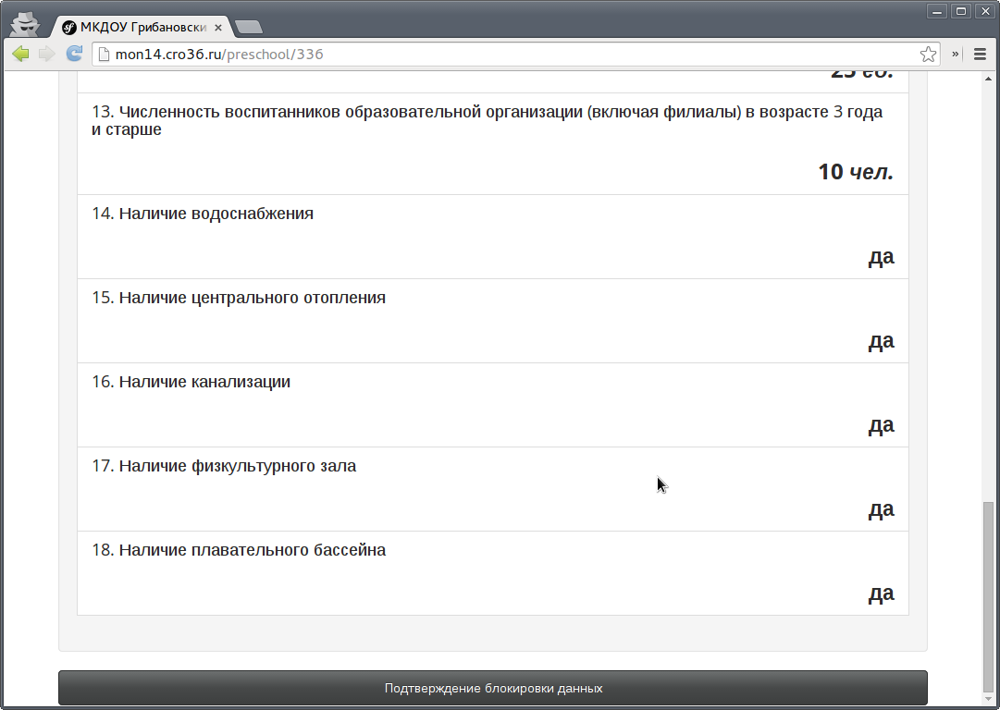 МКДОУ Грибановски
mon14.cro36.ru/preschool/336
25 ед.
13. Численность воспитанников образовательной организации (включая филиалы) в возрасте 3 года
и старше
10 чел.
14. Наличие водоснабжения
да
15. Наличие центрального отопления
да
16. Наличие канализации
да
17. Наличие физкультурного зала
да
18. Наличие плавательного бассейна
да
Подтверждение блокировки данных